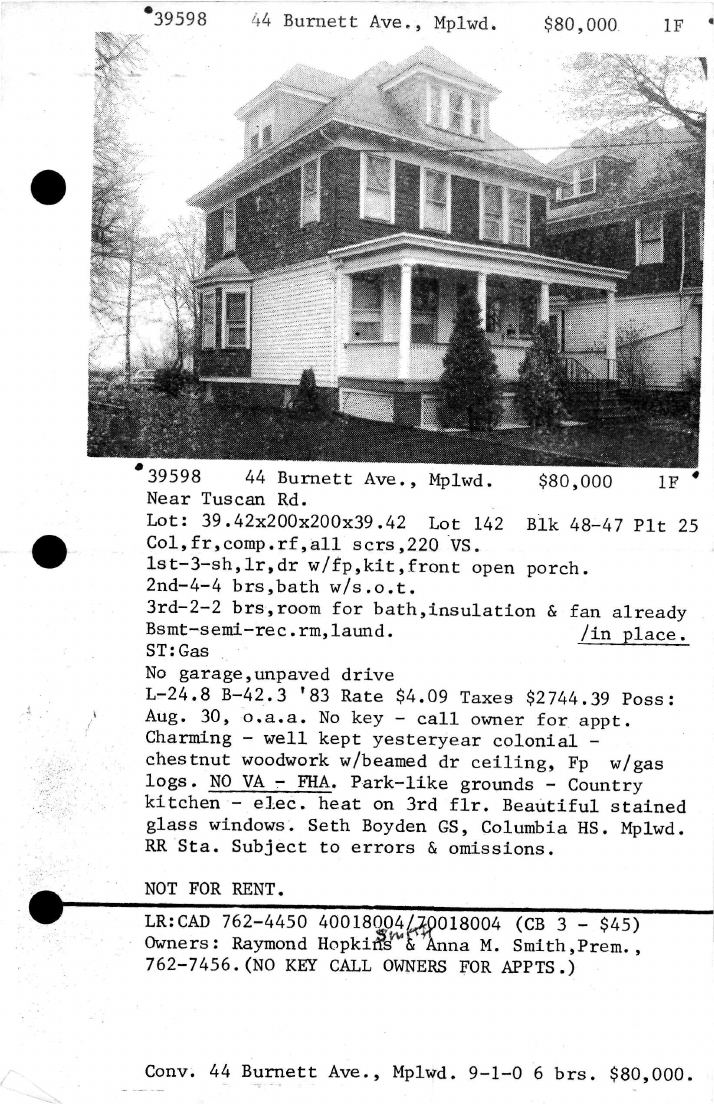 39598 44 Burnett Ave., Mplwd. $80,000 1F
39598 44 Burnett Ave., Mplwd. $80,000 1F
Near Tuscan Rd.
Lot: 39.42x200x200x39.42 Lot 142 Blk 48-47 Plt 25
Col,fr,comp.rf,all scrs,220 VS.
1st-3-sh,lr,dr w/fp,kit,front open porch.
2nd-4-4 brs,bath w/s.o.t.
3rd-2-2 brs,room for bath,insulation & fan already
Bsmt-semi-rec.rm,laund. /in place.
ST:Gas
No garage,unpaved drive
L-24.8 B-42.3 '83 Rate $4.09 Taxes $2744.39 Poss:
Aug. 30, o.a.a. No key - call owner for appt.
Charming - well kept yesteryear colonial -
chestnut woodwork w/beamed dr ceiling, Fp w/gas
logs. NO VA - FHA. Park-like grounds - Country
kitchen - elec. heat on 3rd flr. Beautiful stained
glass windows. Seth Boyden GS, Columbia HS. Mplwd.
RR Sta. Subject to errors & omissions.
NOT FOR RENT.
LR:CAD 762-4450 40018004/70018004 (CB 3 - $45)
Smith
Owners: Raymond Hopkins & Anna M. Smith,Prem.,
762-7456.(NO KEY CALL OWNERS FOR APPTS.)
Conv. 44 Burnett Ave., Mplwd. 9-1-0 6 brs. $80,000.